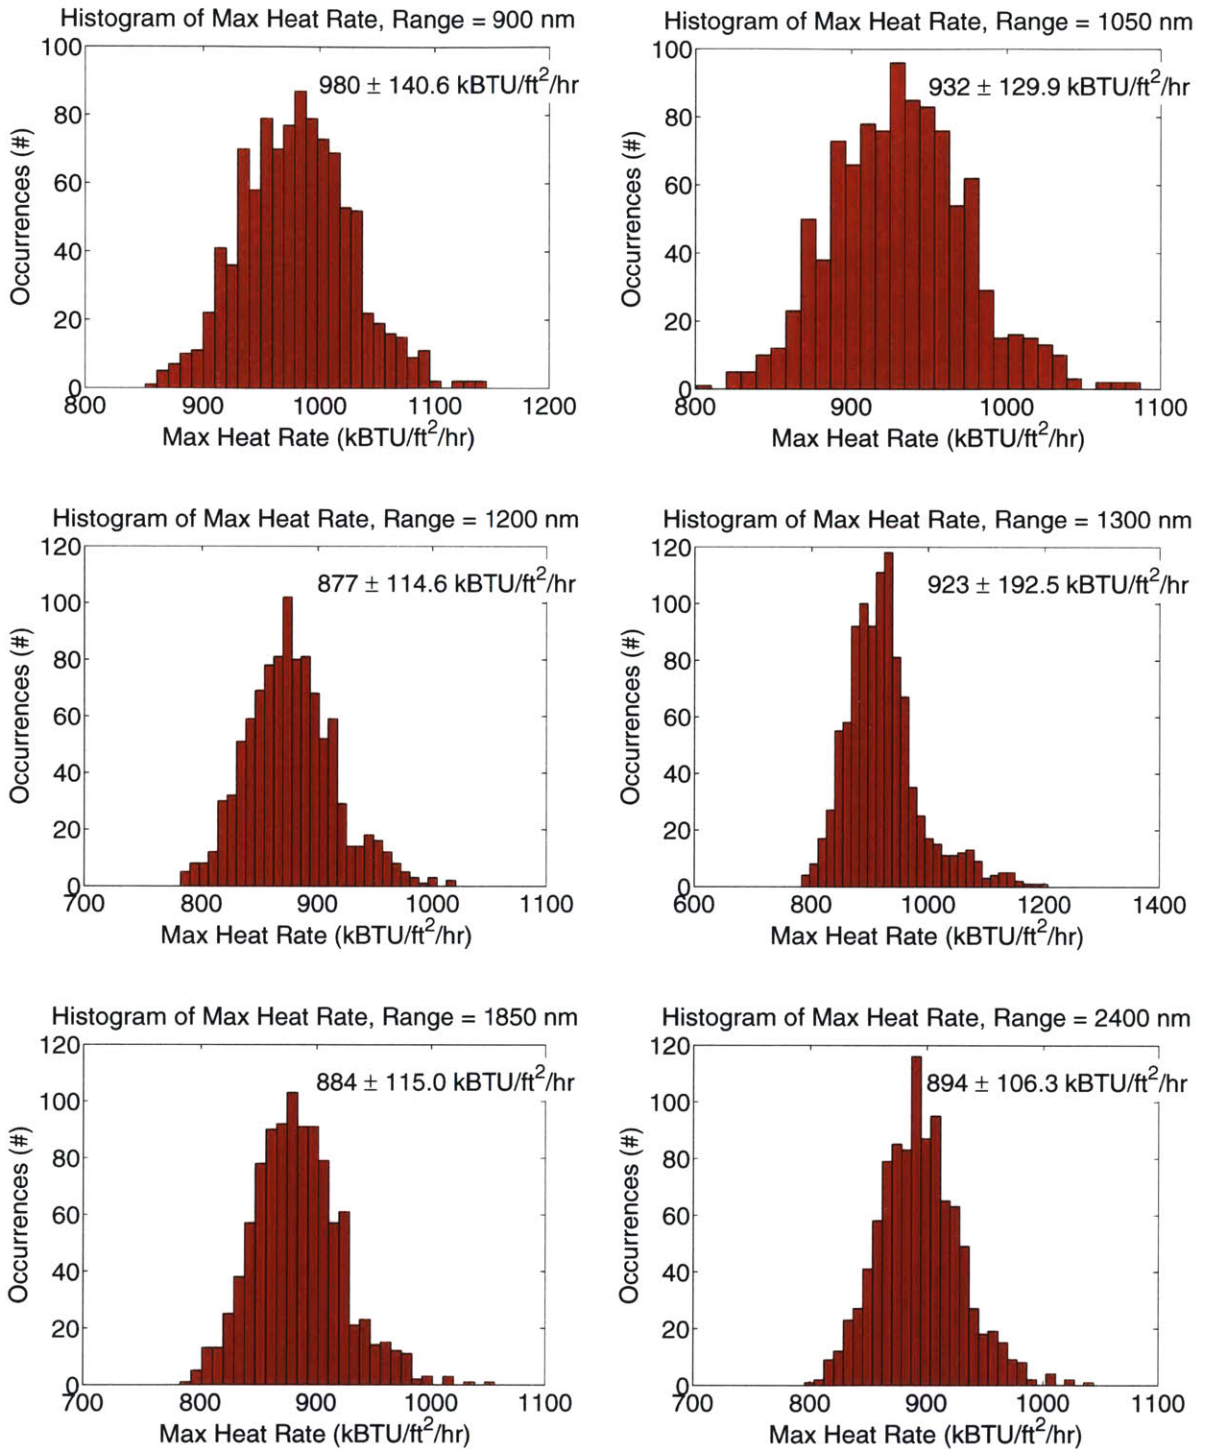 Histogram of Max Heat Rate, Range = 900 nm
980 ± 140.6 kBTU/ft²/hr
Occurrences (#)
100
80
60
40
20
0
800 900 1000 1100 1200
Max Heat Rate (kBTU/ft²/hr)
Histogram of Max Heat Rate, Range = 1050 nm
932 ± 129.9 kBTU/ft²/hr
Occurrences (#)
100
80
60
40
20
0
800 900 1000 1100
Max Heat Rate (kBTU/ft²/hr)
Histogram of Max Heat Rate, Range = 1200 nm
877 ± 114.6 kBTU/ft²/hr
Occurrences (#)
120
100
80
60
40
20
0
700 800 900 1000 1100
Max Heat Rate (kBTU/ft²/hr)
Histogram of Max Heat Rate, Range = 1300 nm
923 ± 192.5 kBTU/ft²/hr
Occurrences (#)
120
100
80
60
40
20
0
600 800 1000 1200 1400
Max Heat Rate (kBTU/ft²/hr)
Histogram of Max Heat Rate, Range = 1850 nm
884 ± 115.0 kBTU/ft²/hr
Occurrences (#)
120
100
80
60
40
20
0
700 800 900 1000 1100
Max Heat Rate (kBTU/ft²/hr)
Histogram of Max Heat Rate, Range = 2400 nm
894 ± 106.3 kBTU/ft²/hr
Occurrences (#)
120
100
80
60
40
20
0
700 800 900 1000 1100
Max Heat Rate (kBTU/ft²/hr)